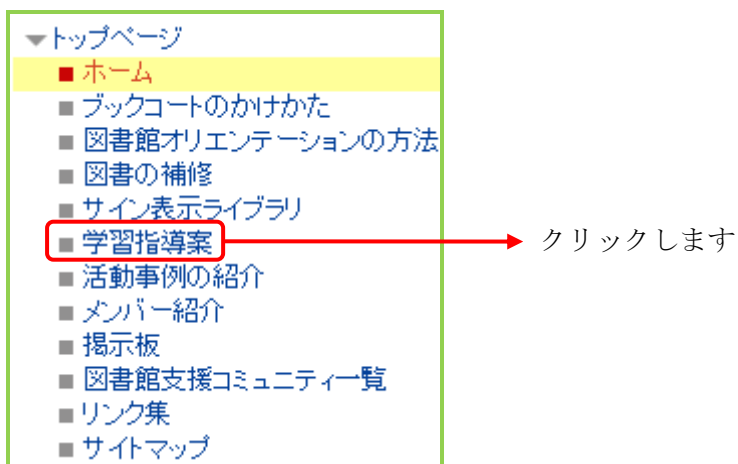 トップページ
ホーム
ブックコートのかけかた
図書館オリエンテーションの方法
図書の補修
サイン表示ライブラリ
学習指導案
クリックします
活動事例の紹介
メンバー紹介
掲示板
図書館支援コミュニティ一覧
リンク集
サイトマップ